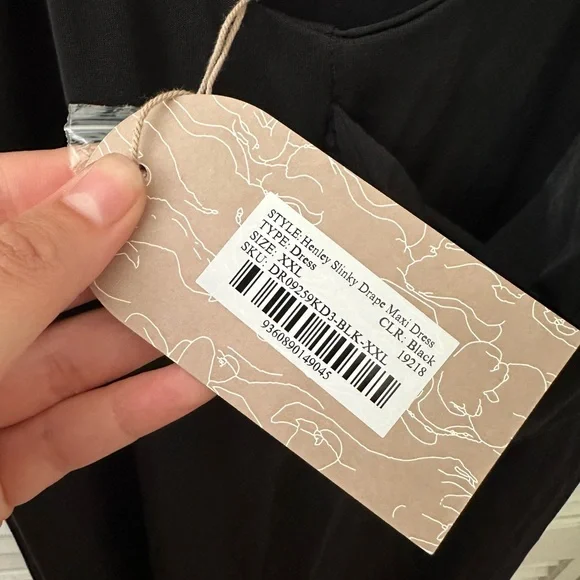 STYLE:Henley Slinky Drape Maxi Dress
TYPE: Dress CLR: Black
SIZE: XXL 19218
SKU: DR09259KD3-BLK-XXL
9360890149045